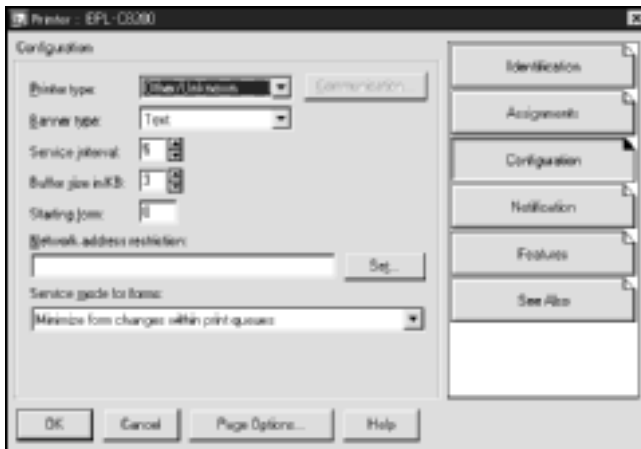 Printer : EPL-C8200
Configuration
Printer type: Other/Unknown Communication...
Banner type: Text
Service interval: 5
Buffer size in KB: 3
Starting form: 0
Network address restriction:
Set...
Service mode for forms:
Minimize form changes within print queues
OK Cancel Page Options... Help
Identification
Assignments
Configuration
Notification
Features
See Also